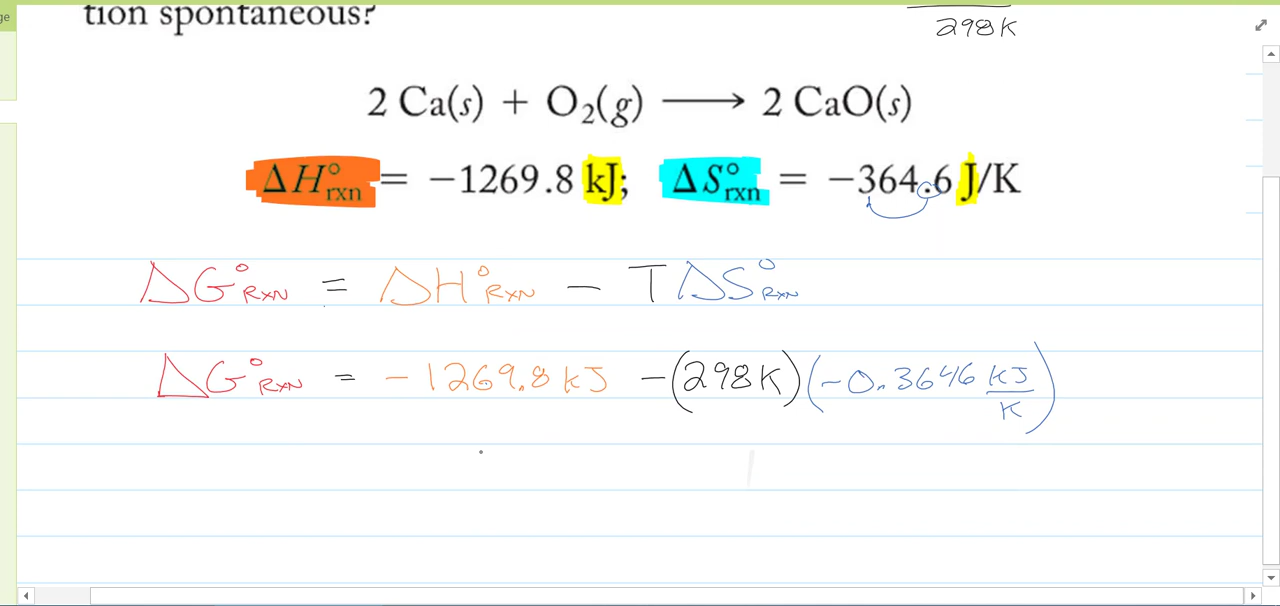 ge
tion spontaneous?
298K
2 Ca(s) + O₂(g) ⟶ 2 CaO(s)
ΔH°rxn = −1269.8 kJ; ΔS°rxn = −364.6 J/K
ΔG°RXN = ΔH°RXN − TΔS°RXN
ΔG°RXN = −1269.8 kJ −(298K)(−0.3646 kJ/K)